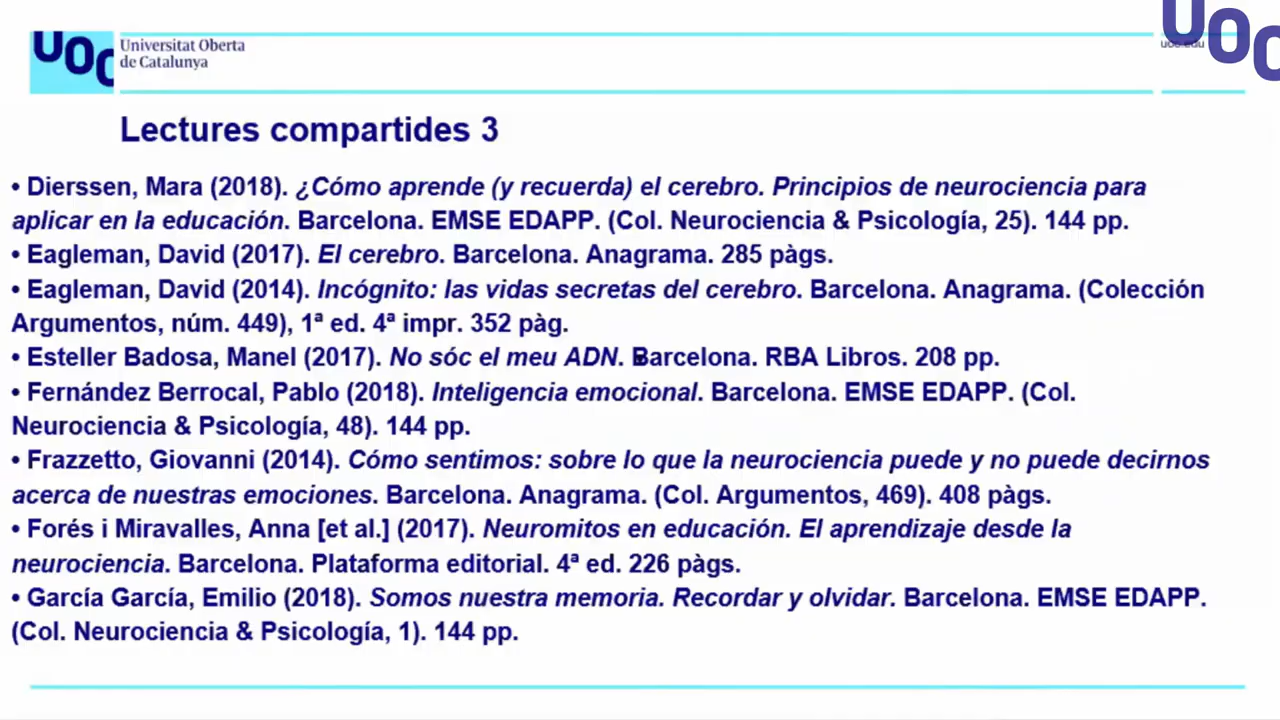 UOC
Universitat Oberta
de Catalunya
uoc.edu
UOC
Lectures compartides 3
• Dierssen, Mara (2018). ¿Cómo aprende (y recuerda) el cerebro. Principios de neurociencia para
aplicar en la educación. Barcelona. EMSE EDAPP. (Col. Neurociencia & Psicología, 25). 144 pp.
• Eagleman, David (2017). El cerebro. Barcelona. Anagrama. 285 pàgs.
• Eagleman, David (2014). Incógnito: las vidas secretas del cerebro. Barcelona. Anagrama. (Colección
Argumentos, núm. 449), 1ª ed. 4ª impr. 352 pàg.
• Esteller Badosa, Manel (2017). No sóc el meu ADN. Barcelona. RBA Libros. 208 pp.
• Fernández Berrocal, Pablo (2018). Inteligencia emocional. Barcelona. EMSE EDAPP. (Col.
Neurociencia & Psicología, 48). 144 pp.
• Frazzetto, Giovanni (2014). Cómo sentimos: sobre lo que la neurociencia puede y no puede decirnos
acerca de nuestras emociones. Barcelona. Anagrama. (Col. Argumentos, 469). 408 pàgs.
• Forés i Miravalles, Anna [et al.] (2017). Neuromitos en educación. El aprendizaje desde la
neurociencia. Barcelona. Plataforma editorial. 4ª ed. 226 pàgs.
• García García, Emilio (2018). Somos nuestra memoria. Recordar y olvidar. Barcelona. EMSE EDAPP.
(Col. Neurociencia & Psicología, 1). 144 pp.